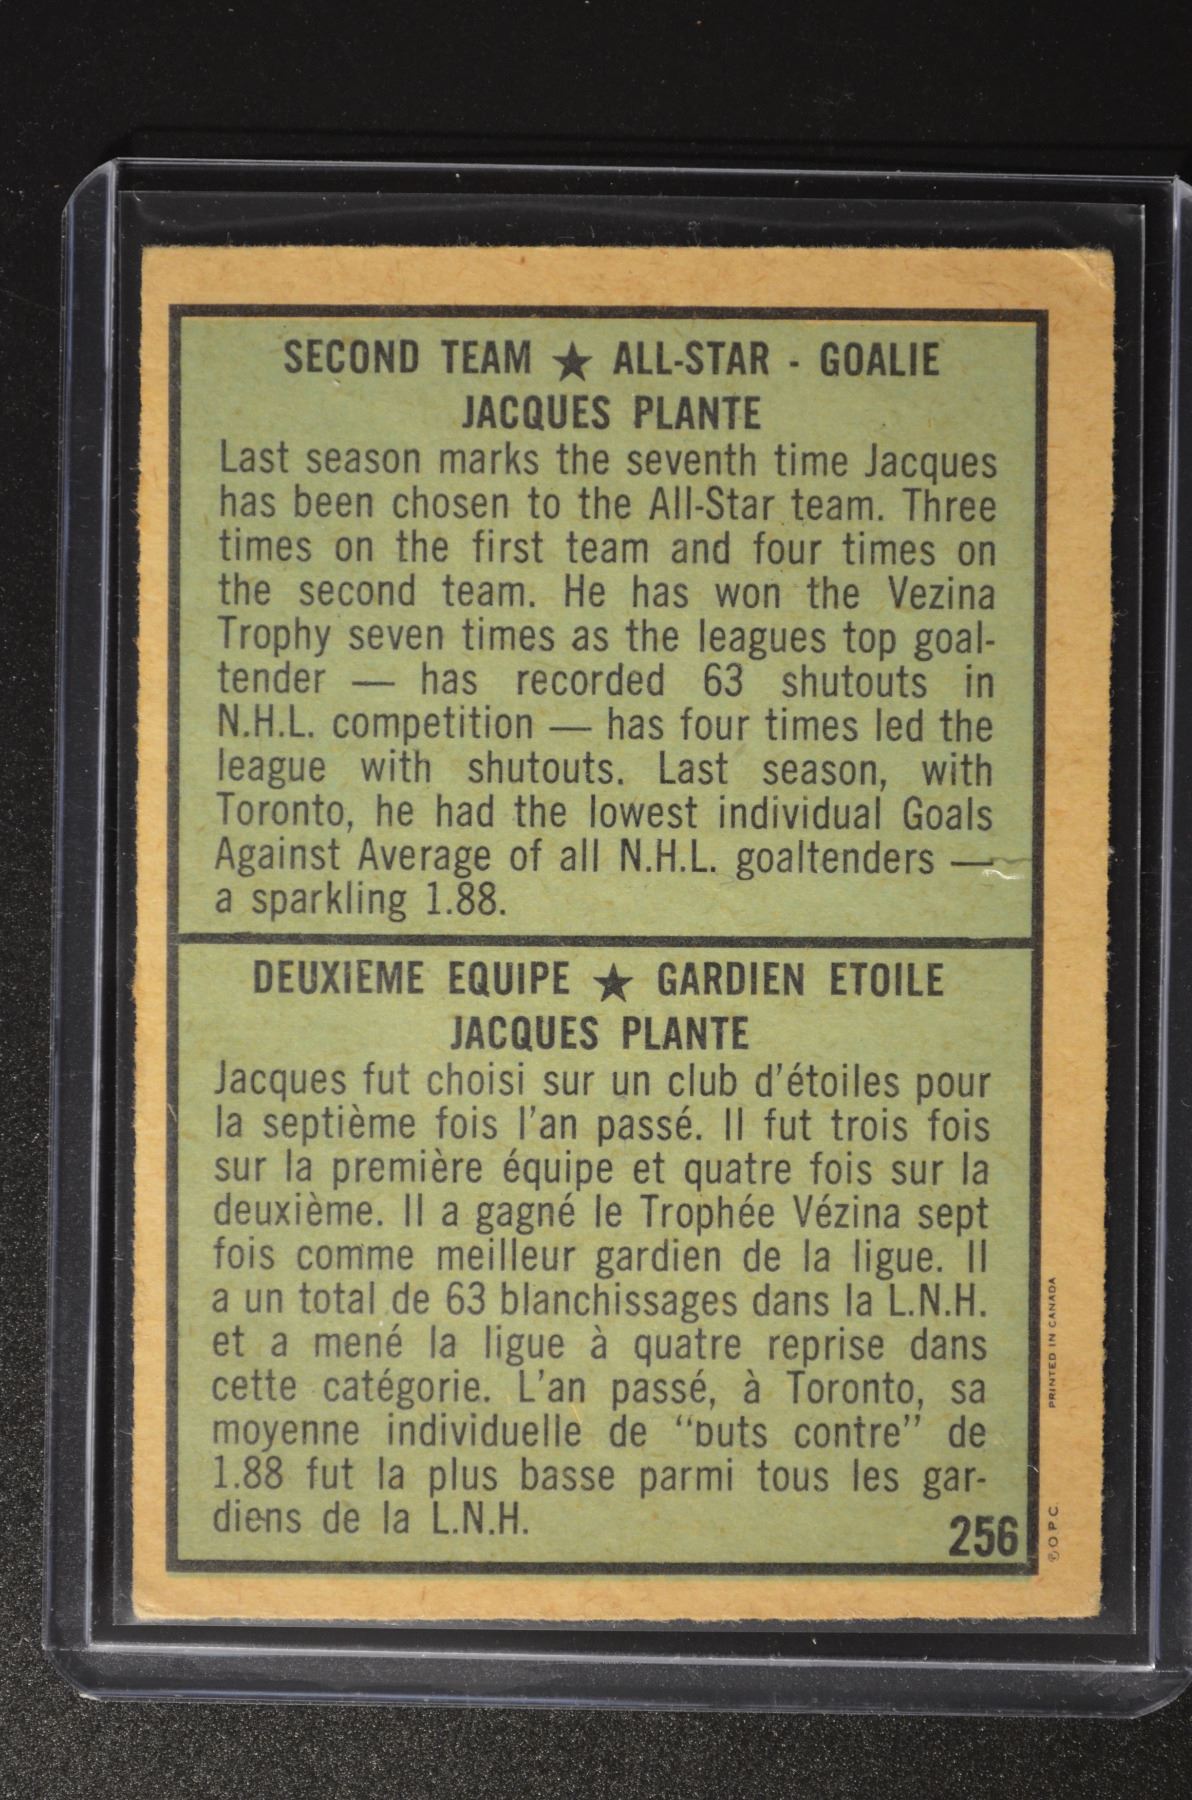 SECOND TEAM ★ ALL-STAR - GOALIE
JACQUES PLANTE
Last season marks the seventh time Jacques
has been chosen to the All-Star team. Three
times on the first team and four times on
the second team. He has won the Vezina
Trophy seven times as the leagues top goal-
tender — has recorded 63 shutouts in
N.H.L. competition — has four times led the
league with shutouts. Last season, with
Toronto, he had the lowest individual Goals
Against Average of all N.H.L. goaltenders —
a sparkling 1.88.
DEUXIEME EQUIPE ★ GARDIEN ETOILE
JACQUES PLANTE
Jacques fut choisi sur un club d'étoiles pour
la septième fois l'an passé. Il fut trois fois
sur la première équipe et quatre fois sur la
deuxième. Il a gagné le Trophée Vézina sept
fois comme meilleur gardien de la ligue. Il
a un total de 63 blanchissages dans la L.N.H.
et a mené la ligue à quatre reprise dans
cette catégorie. L'an passé, à Toronto, sa
moyenne individuelle de "buts contre" de
1.88 fut la plus basse parmi tous les gar-
diens de la L.N.H.
256
© O.P.C. PRINTED IN CANADA